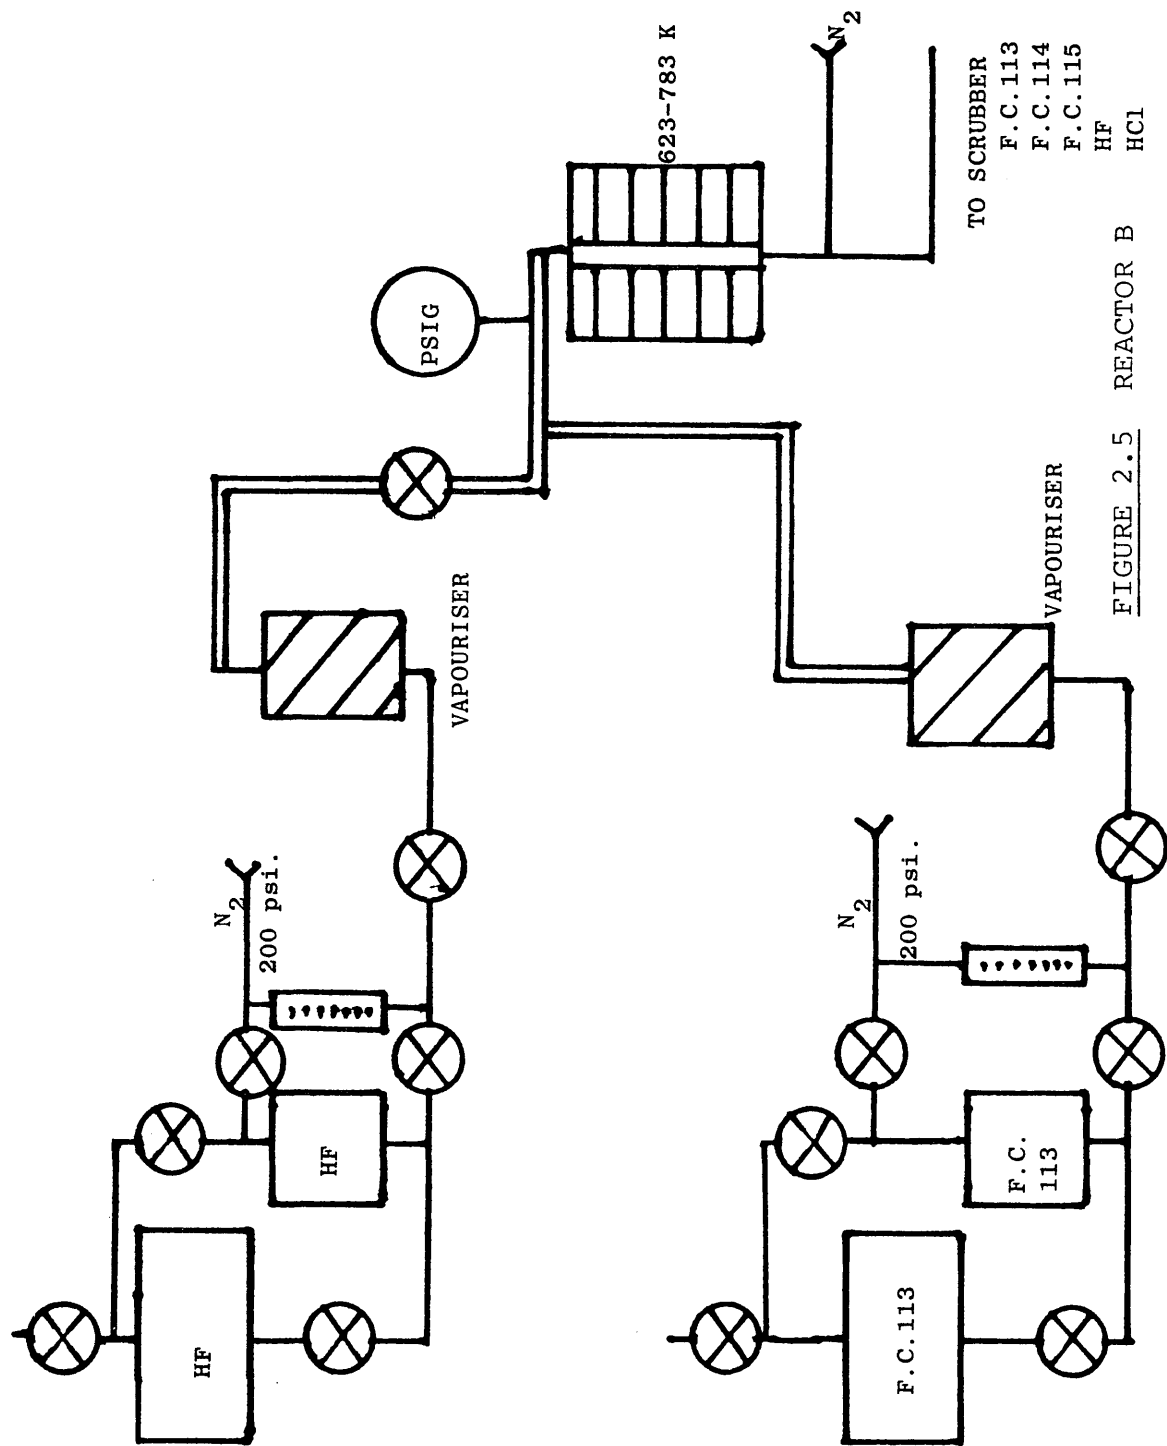 HF
HF
N2
200 psi.
VAPOURISER
PSIG
623-783 K
N2
F.C.113
F.C.
113
N2
200 psi.
VAPOURISER
TO SCRUBBER
F.C.113
F.C.114
F.C.115
HF
HCl
FIGURE 2.5 REACTOR B